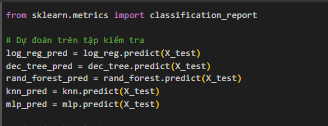 from sklearn.metrics import classification_report

# Dự đoán trên tập kiểm tra
log_reg_pred = log_reg.predict(X_test)
dec_tree_pred = dec_tree.predict(X_test)
rand_forest_pred = rand_forest.predict(X_test)
knn_pred = knn.predict(X_test)
mlp_pred = mlp.predict(X_test)